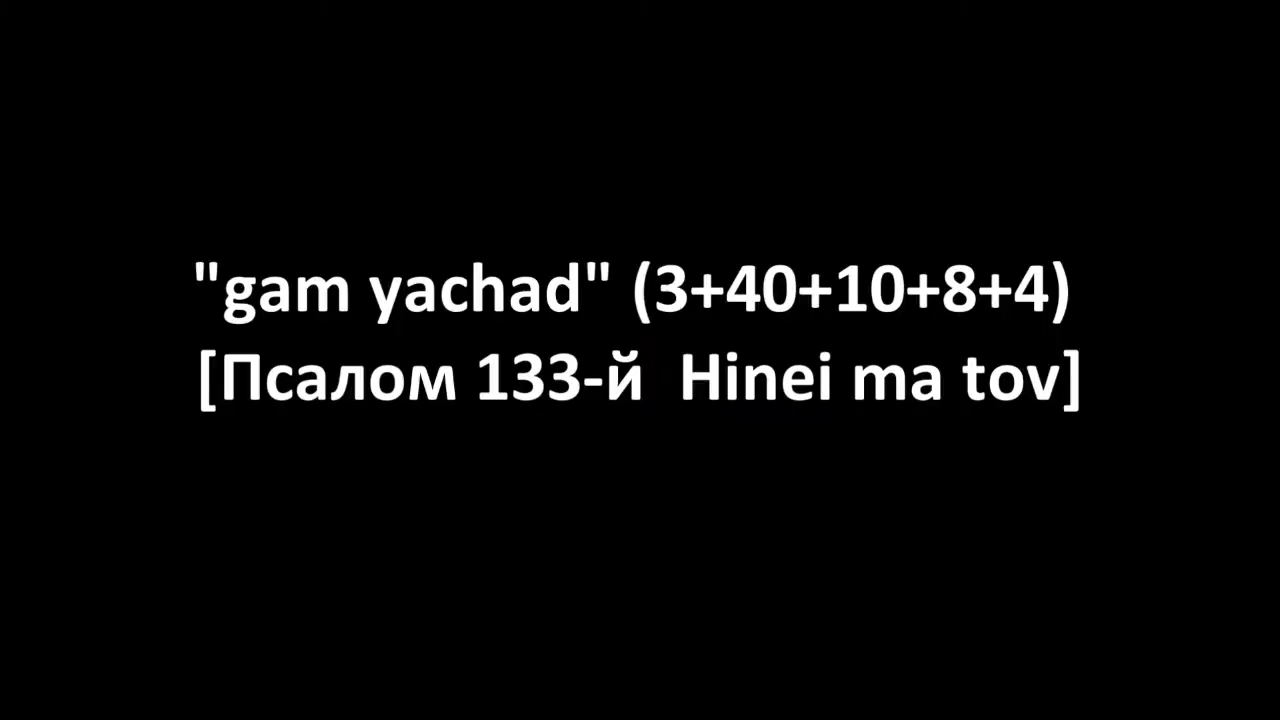 "gam yachad" (3+40+10+8+4)
[Псалом 133-й  Hinei ma tov]